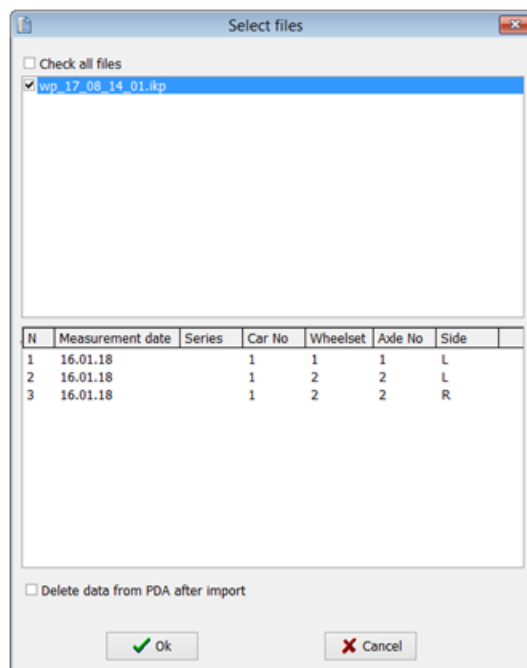 Select files
Check all files
wp_17_08_14_01.ikp
N Measurement date Series Car No Wheelset Axle No Side
1 16.01.18 1 1 1 L
2 16.01.18 1 2 2 L
3 16.01.18 1 2 2 R
Delete data from PDA after import
Ok Cancel